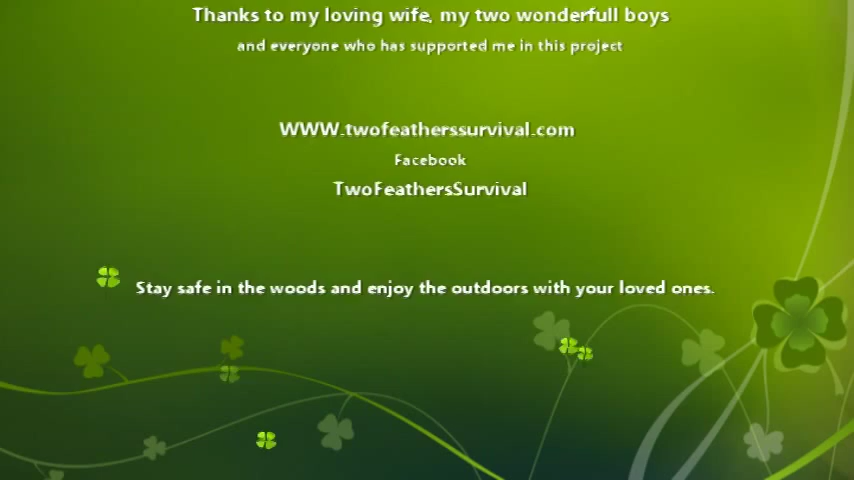 Thanks to my loving wife, my two wonderfull boys
and everyone who has supported me in this project
WWW.twofeatherssurvival.com
Facebook
TwoFeathersSurvival
Stay safe in the woods and enjoy the outdoors with your loved ones.